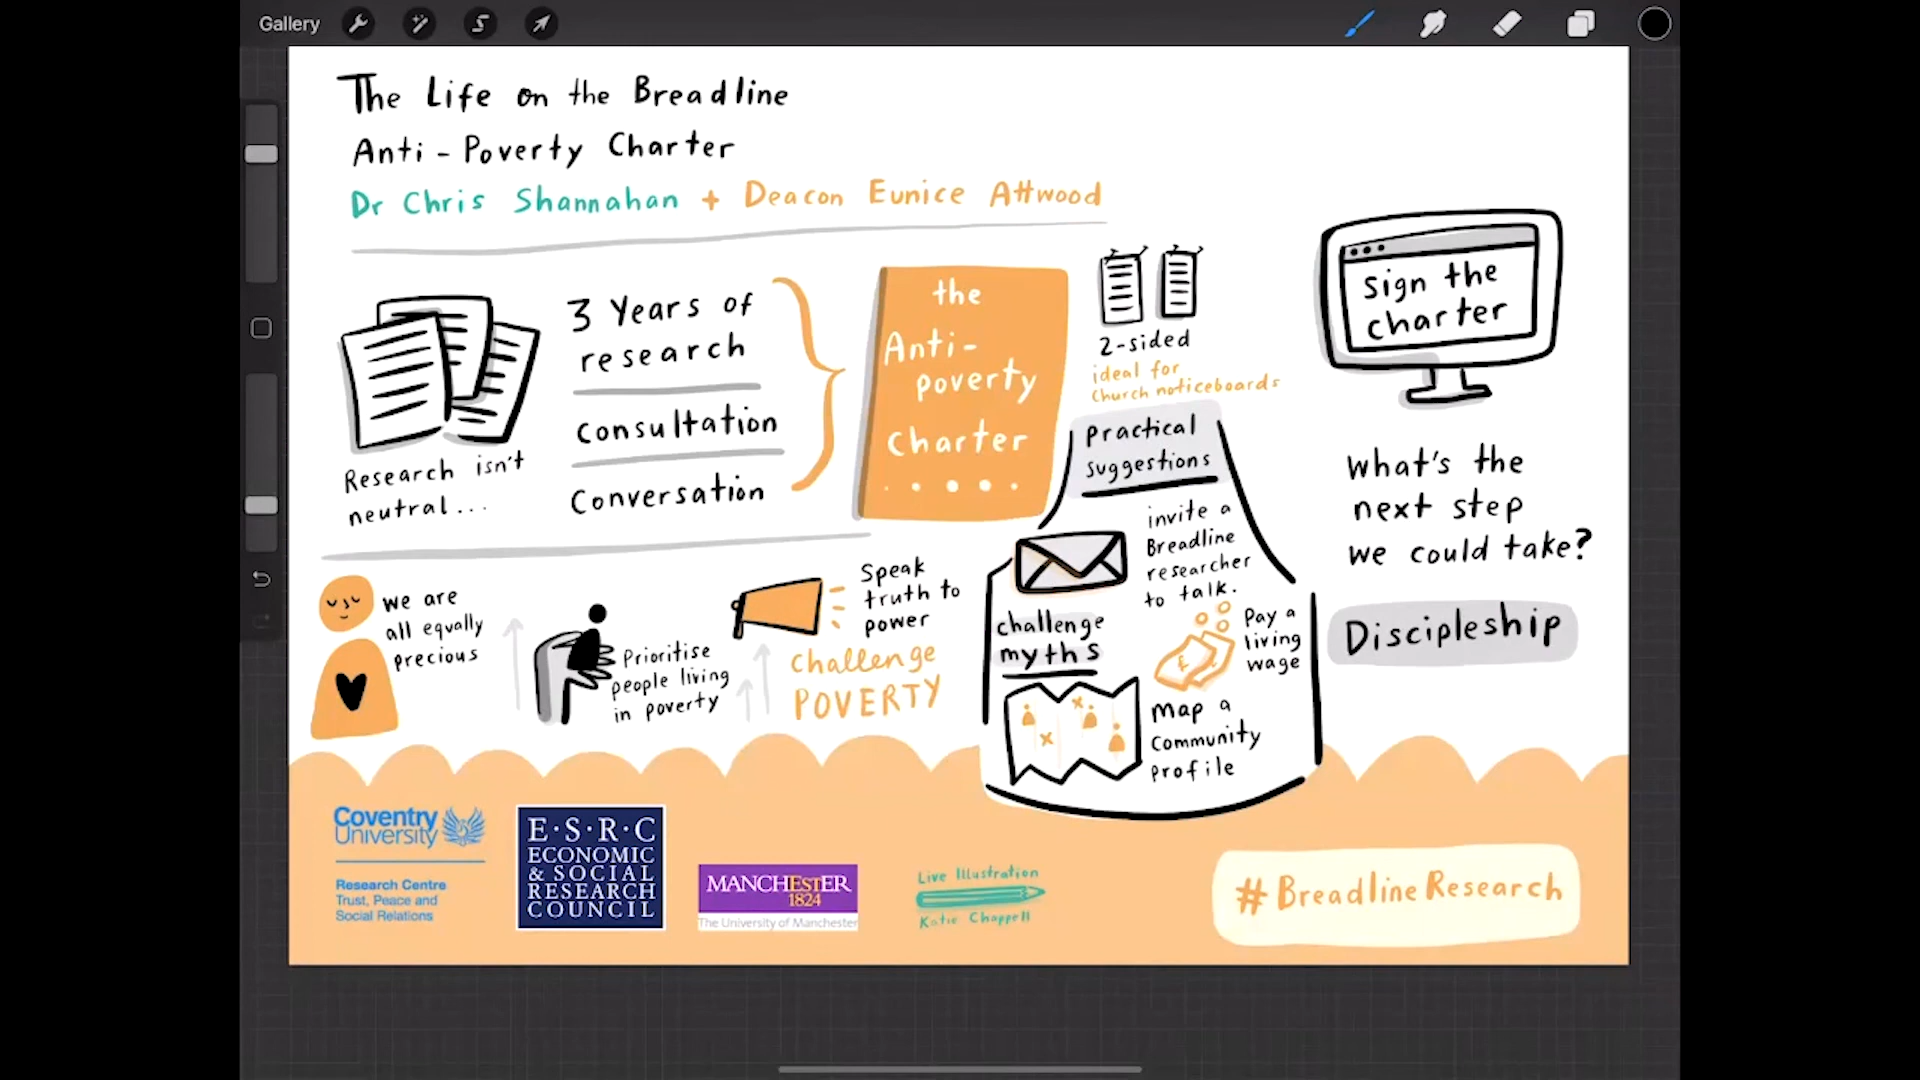 Gallery
The Life on the Breadline
Anti-Poverty Charter
Dr Chris Shannahan + Deacon Eunice Attwood
Research isn't
neutral...
3 Years of
research
consultation
conversation
the
Anti-
poverty
charter
2-sided
ideal for
church noticeboards
Sign the
charter
Practical
suggestions
invite a
Breadline
researcher
to talk.
challenge
myths
Pay a
living
wage
Map a
community
profile
What's the
next step
we could take?
Discipleship
we are
all equally
precious
Prioritise
people living
in poverty
Speak
truth to
power
challenge
POVERTY
Coventry
University
Research Centre
Trust, Peace and
Social Relations
E·S·R·C
ECONOMIC
& SOCIAL
RESEARCH
COUNCIL
MANCHESTER
1824
The University of Manchester
Live Illustration
Katie Chappell
#BreadlineResearch